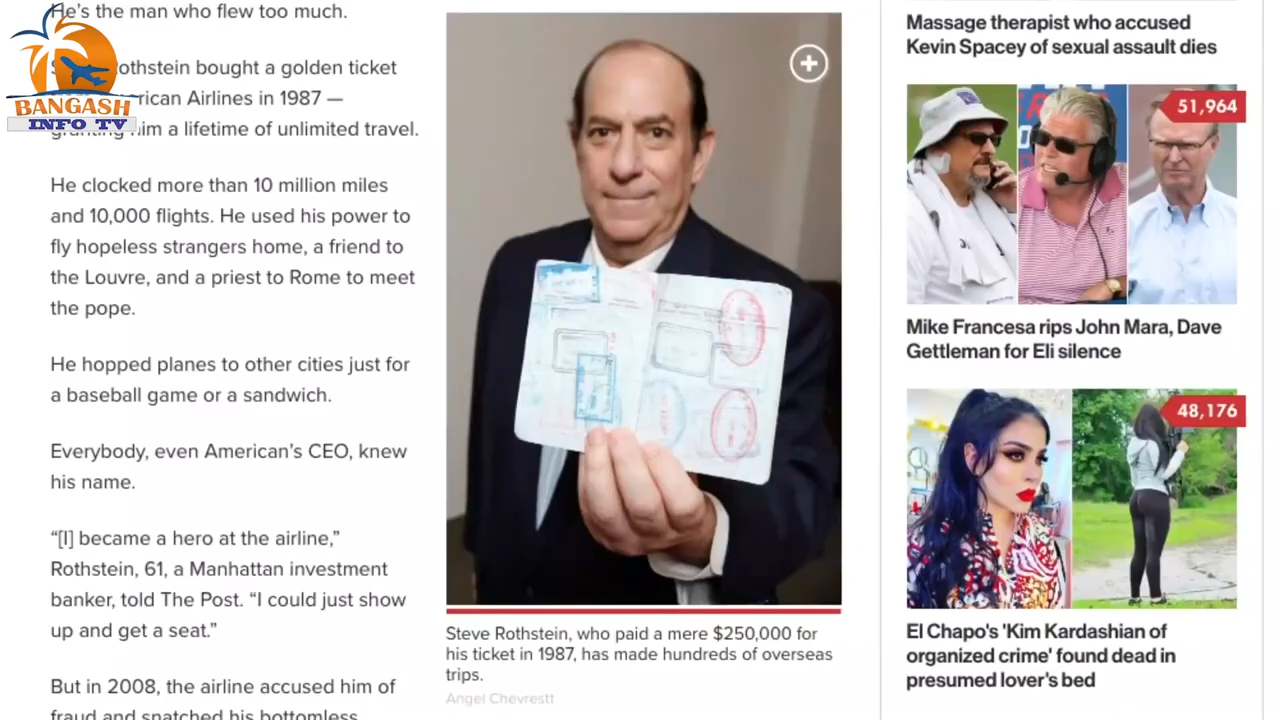 He's the man who flew too much.
othstein bought a golden ticket
rican Airlines in 1987 —
granting him a lifetime of unlimited travel.
BANGASH
INFO TV
He clocked more than 10 million miles
and 10,000 flights. He used his power to
fly hopeless strangers home, a friend to
the Louvre, and a priest to Rome to meet
the pope.
He hopped planes to other cities just for
a baseball game or a sandwich.
Everybody, even American's CEO, knew
his name.
“[I] became a hero at the airline,”
Rothstein, 61, a Manhattan investment
banker, told The Post. “I could just show
up and get a seat.”
But in 2008, the airline accused him of
fraud and snatched his bottomless
Steve Rothstein, who paid a mere $250,000 for
his ticket in 1987, has made hundreds of overseas
trips.
Angel Chevrestt
Massage therapist who accused
Kevin Spacey of sexual assault dies
51,964
Mike Francesa rips John Mara, Dave
Gettleman for Eli silence
48,176
El Chapo's 'Kim Kardashian of
organized crime' found dead in
presumed lover's bed